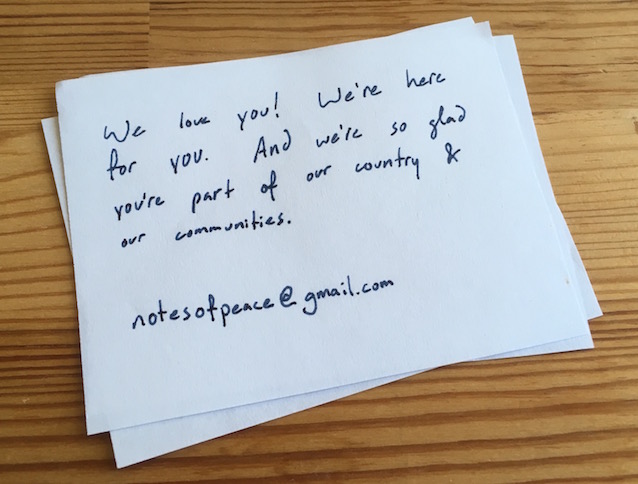 We love you! We're here
for you. And we're so glad
you're part of our country &
our communities.
notesofpeace@gmail.com